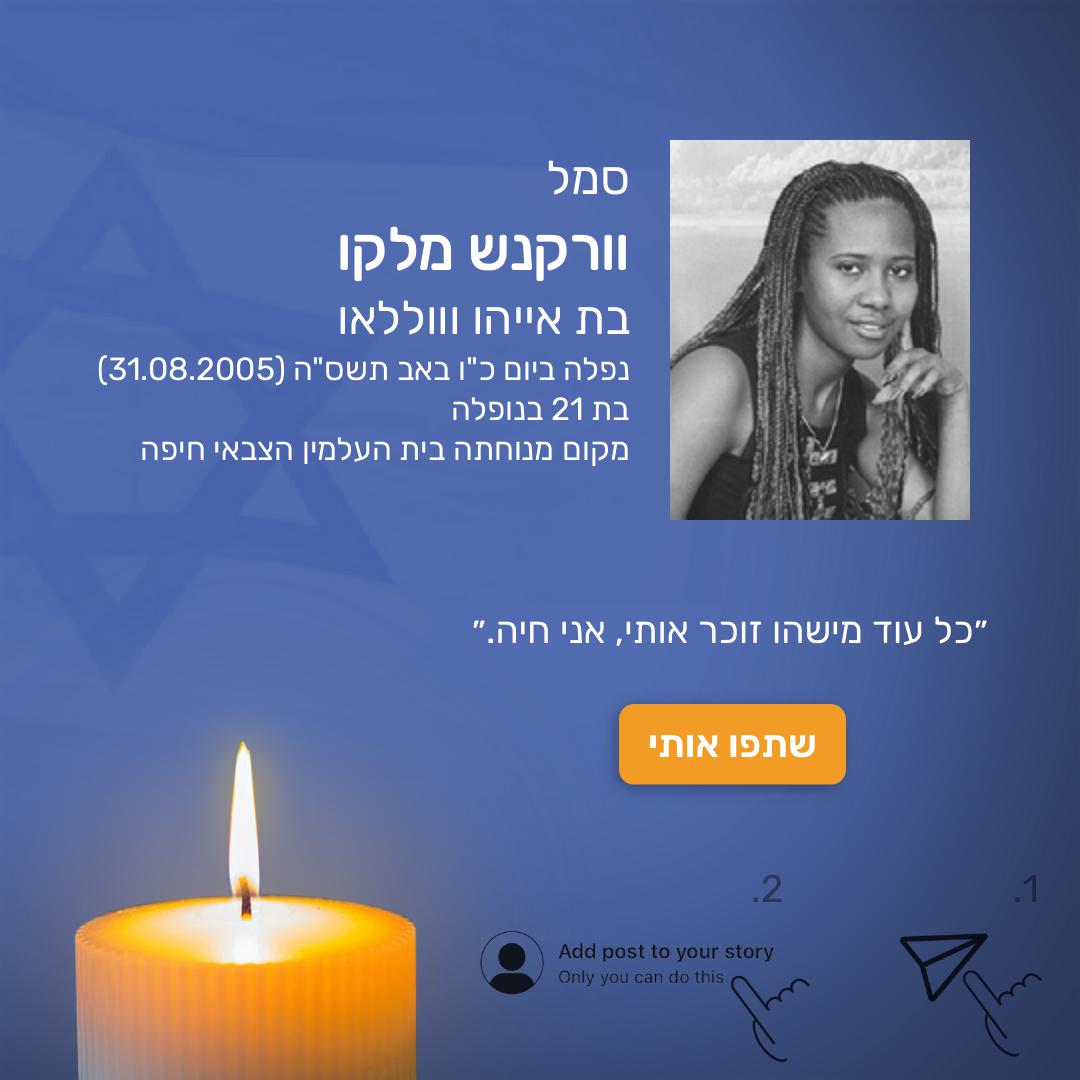 סמל
וורקנש מלקו
בת אייהו וווללאו
נפלה ביום כ"ו באב תשס"ה (31.08.2005)
בת 21 בנופלה
מקום מנוחתה בית העלמין הצבאי חיפה
״כל עוד מישהו זוכר אותי, אני חיה.״
שתפו אותי
1.
2.
Add post to your story
Only you can do this